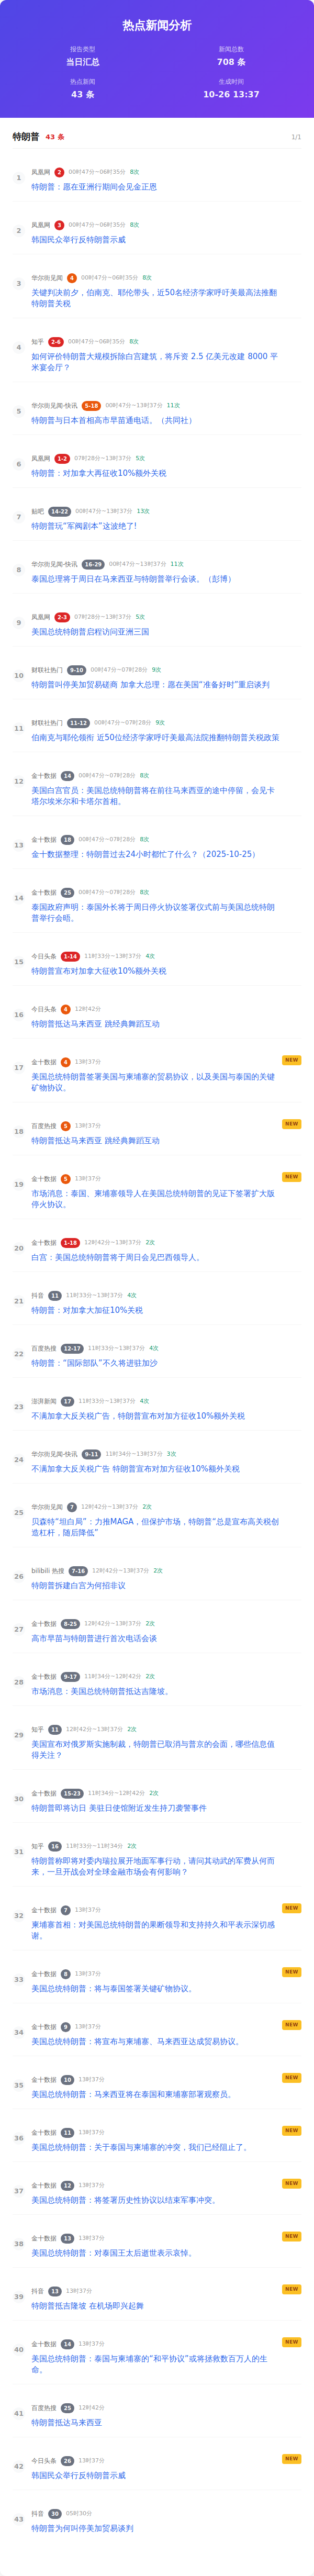 热点新闻分析
报告类型
新闻总数
当日汇总
708 条
热点新闻
生成时间
43 条
10-26 13:37
特朗普 43 条 1/1
1
凤凰网 2 00时47分~06时35分 8次
特朗普：愿在亚洲行期间会见金正恩
2
凤凰网 3 00时47分~06时35分 8次
韩国民众举行反特朗普示威
3
华尔街见闻 4 00时47分~06时35分 8次
关键判决前夕，伯南克、耶伦带头，近50名经济学家呼吁美最高法推翻
特朗普关税
4
知乎 2-6 00时47分~06时35分 8次
如何评价特朗普大规模拆除白宫建筑，将斥资 2.5 亿美元改建 8000 平
米宴会厅？
5
华尔街见闻-快讯 5-18 00时47分~13时37分 11次
特朗普与日本首相高市早苗通电话。（共同社）
6
凤凰网 1-2 07时28分~13时37分 5次
特朗普：对加拿大再征收10%额外关税
7
贴吧 14-22 00时47分~13时37分 13次
特朗普玩“军阀剧本”这波绝了!
8
华尔街见闻-快讯 16-29 00时47分~13时37分 11次
泰国总理将于周日在马来西亚与特朗普举行会谈。（彭博）
9
凤凰网 2-3 07时28分~13时37分 5次
美国总统特朗普启程访问亚洲三国
10
财联社热门 9-10 00时47分~07时28分 9次
特朗普叫停美加贸易磋商 加拿大总理：愿在美国“准备好时”重启谈判
11
财联社热门 11-12 00时47分~07时28分 9次
伯南克与耶伦领衔 近50位经济学家呼吁美最高法院推翻特朗普关税政策
12
金十数据 14 00时47分~07时28分 8次
美国白宫官员：美国总统特朗普将在前往马来西亚的途中停留，会见卡
塔尔埃米尔和卡塔尔首相。
13
金十数据 18 00时47分~07时28分 8次
金十数据整理：特朗普过去24小时都忙了什么？（2025-10-25）
14
金十数据 25 00时47分~07时28分 8次
泰国政府声明：泰国外长将于周日停火协议签署仪式前与美国总统特朗
普举行会晤。
15
今日头条 1-14 11时33分~13时37分 4次
特朗普宣布对加拿大征收10%额外关税
16
今日头条 4 12时42分
特朗普抵达马来西亚 跳经典舞蹈互动
17
金十数据 4 13时37分 NEW
美国总统特朗普签署美国与柬埔寨的贸易协议，以及美国与泰国的关键
矿物协议。
18
百度热搜 5 13时37分 NEW
特朗普抵达马来西亚 跳经典舞蹈互动
19
金十数据 5 13时37分 NEW
市场消息：泰国、柬埔寨领导人在美国总统特朗普的见证下签署扩大版
停火协议。
20
金十数据 1-18 12时42分~13时37分 2次
白宫：美国总统特朗普将于周日会见巴西领导人。
21
抖音 11 11时33分~13时37分 4次
特朗普：对加拿大加征10%关税
22
百度热搜 12-17 11时33分~13时37分 4次
特朗普：“国际部队”不久将进驻加沙
23
澎湃新闻 17 11时33分~13时37分 4次
不满加拿大反关税广告，特朗普宣布对加方征收10%额外关税
24
华尔街见闻-快讯 9-11 11时34分~13时37分 3次
不满加拿大反关税广告 特朗普宣布对加方征收10%额外关税
25
华尔街见闻 7 12时42分~13时37分 2次
贝森特“坦白局”：力推MAGA，但保护市场，特朗普“总是宣布高关税创
造杠杆，随后降低”
26
bilibili 热搜 7-16 12时42分~13时37分 2次
特朗普拆建白宫为何招非议
27
金十数据 8-25 12时42分~13时37分 2次
高市早苗与特朗普进行首次电话会谈
28
金十数据 9-17 11时34分~12时42分 2次
市场消息：美国总统特朗普抵达吉隆坡。
29
知乎 11 12时42分~13时37分 2次
美国宣布对俄罗斯实施制裁，特朗普已取消与普京的会面，哪些信息值
得关注？
30
金十数据 15-23 11时34分~12时42分 2次
特朗普即将访日 美驻日使馆附近发生持刀袭警事件
31
知乎 16 11时33分~11时34分 2次
特朗普称即将对委内瑞拉展开地面军事行动，请问其动武的军费从何而
来，一旦开战会对全球金融市场会有何影响？
32
金十数据 7 13时37分 NEW
柬埔寨首相：对美国总统特朗普的果断领导和支持持久和平表示深切感
谢。
33
金十数据 8 13时37分 NEW
美国总统特朗普：将与泰国签署关键矿物协议。
34
金十数据 9 13时37分 NEW
美国总统特朗普：将宣布与柬埔寨、马来西亚达成贸易协议。
35
金十数据 10 13时37分 NEW
美国总统特朗普：马来西亚将在泰国和柬埔寨部署观察员。
36
金十数据 11 13时37分 NEW
美国总统特朗普：关于泰国与柬埔寨的冲突，我们已经阻止了。
37
金十数据 12 13时37分 NEW
美国总统特朗普：将签署历史性协议以结束军事冲突。
38
金十数据 13 13时37分 NEW
美国总统特朗普：对泰国王太后逝世表示哀悼。
39
抖音 13 13时37分 NEW
特朗普抵吉隆坡 在机场即兴起舞
40
金十数据 14 13时37分 NEW
美国总统特朗普：泰国与柬埔寨的“和平协议”或将拯救数百万人的生
命。
41
百度热搜 25 12时42分
特朗普抵达马来西亚
42
今日头条 26 13时37分 NEW
韩国民众举行反特朗普示威
43
抖音 30 05时30分
特朗普为何叫停美加贸易谈判